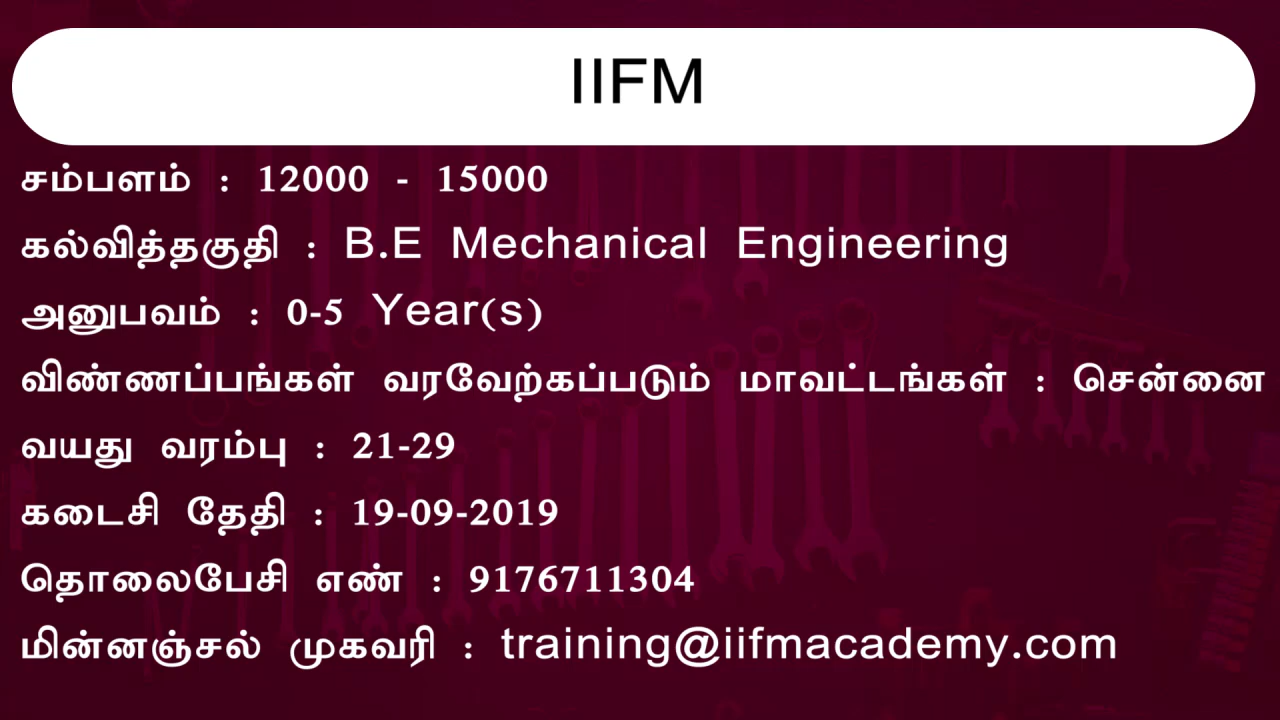 IIFM
சம்பளம் : 12000 - 15000
கல்வித்தகுதி : B.E Mechanical Engineering
அனுபவம் : 0-5 Year(s)
விண்ணப்பங்கள் வரவேற்கப்படும் மாவட்டங்கள் : சென்னை
வயது வரம்பு : 21-29
கடைசி தேதி : 19-09-2019
தொலைபேசி எண் : 9176711304
மின்னஞ்சல் முகவரி : training@iifmacademy.com